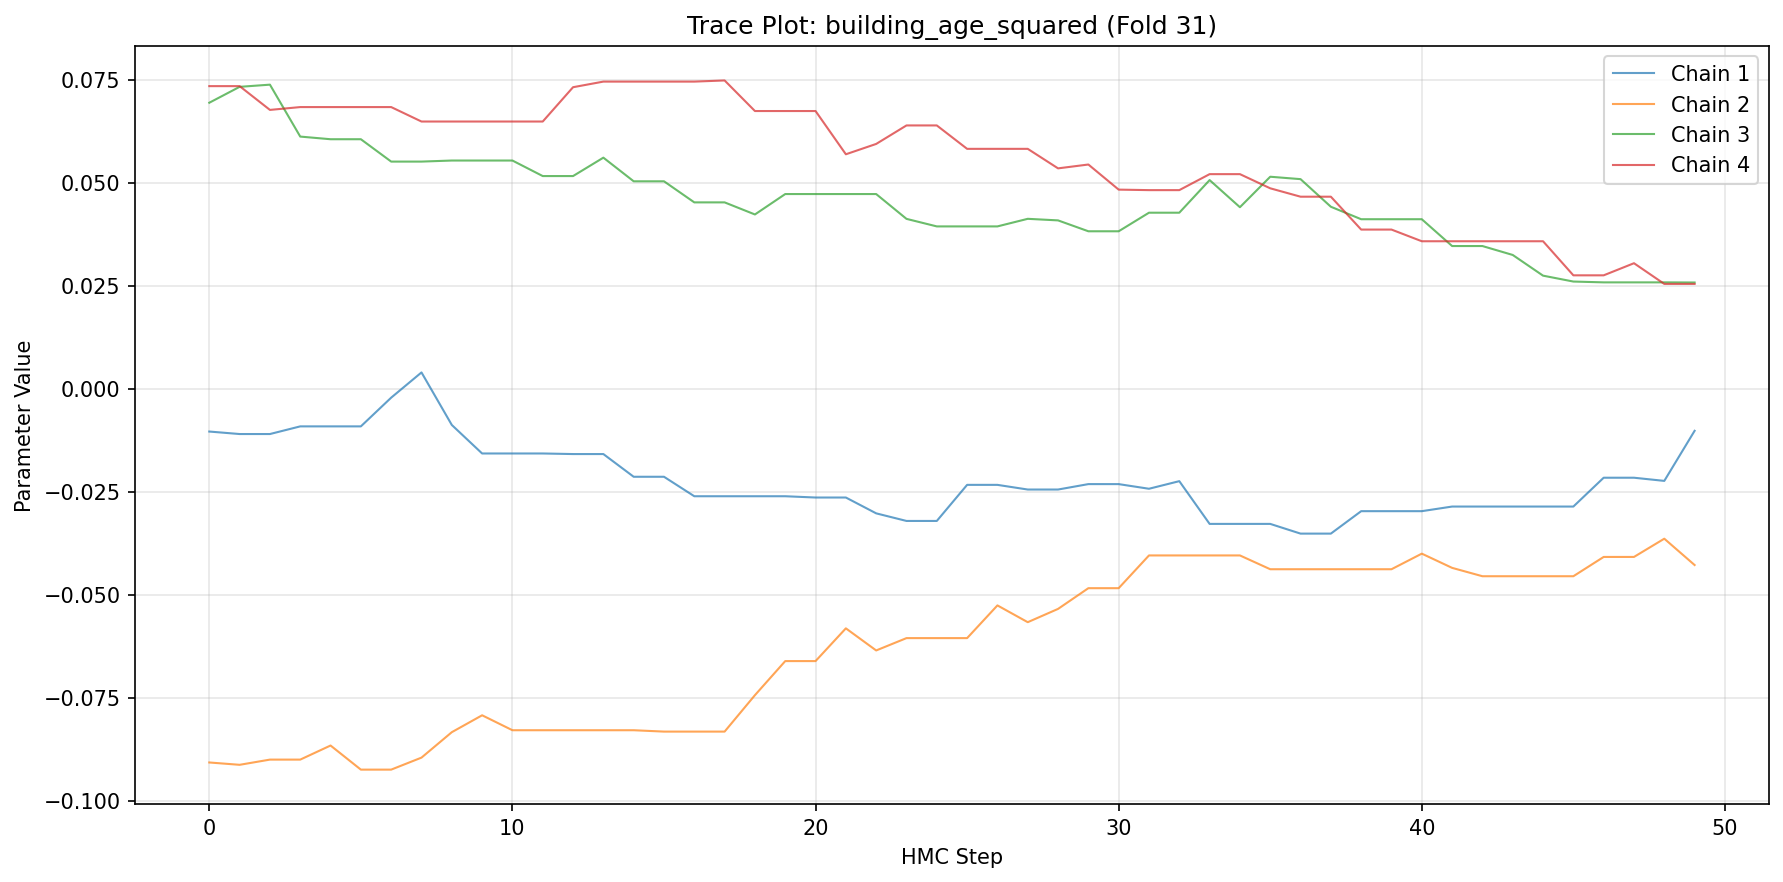 Trace Plot: building_age_squared (Fold 31)
Chain 1
Chain 2
Chain 3
Chain 4
0.075
0.050
0.025
0.000
−0.025
−0.050
−0.075
−0.100
Parameter Value
0 10 20 30 40 50
HMC Step